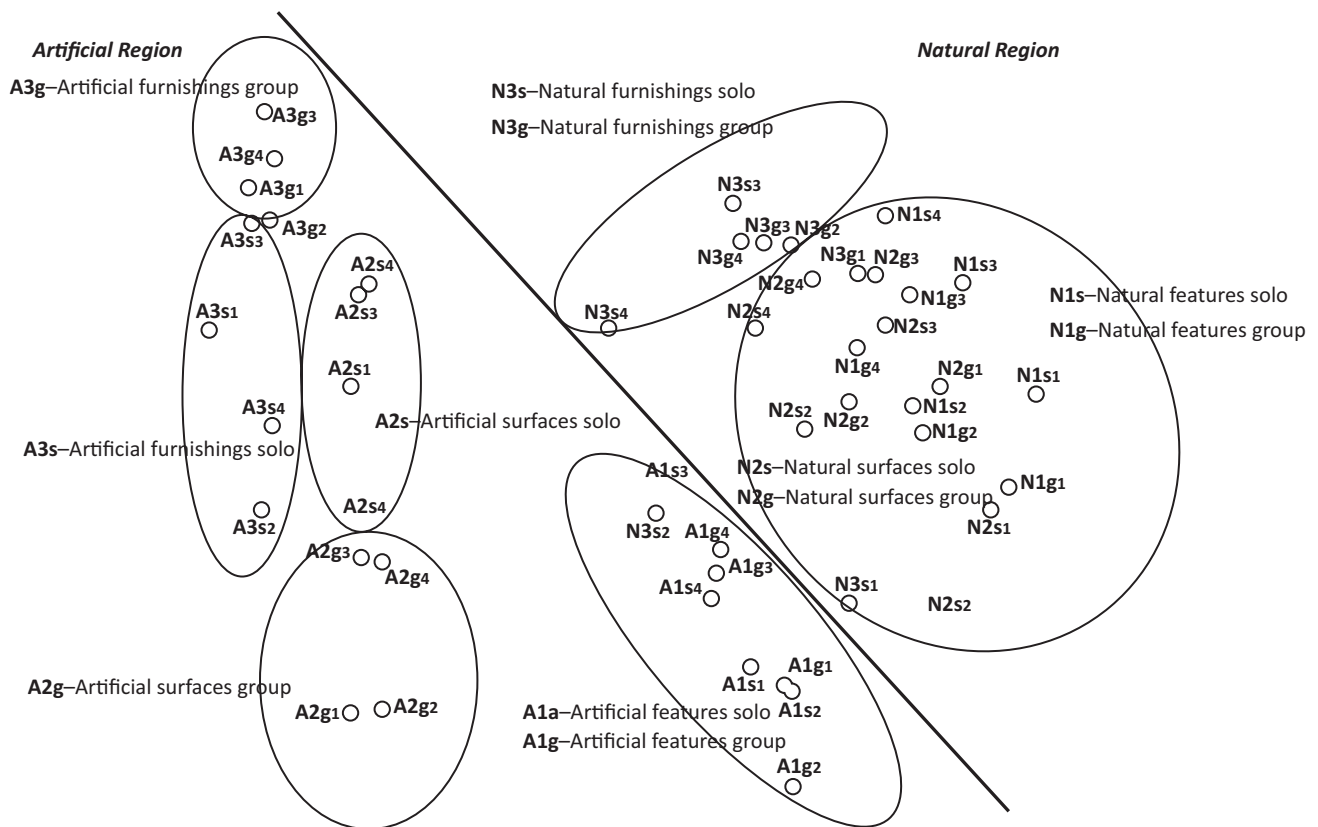 Artificial Region
Natural Region
A3g–Artificial furnishings group
N3s–Natural furnishings solo
A3g3
N3g–Natural furnishings group
A3g4
A3g1
N3s3
A3g2
A3s3
N1s4
N3g3
N3g2
N3g4
N3g1
N2g3
A2s4
N2g4
N1s3
N1s–Natural features solo
N1g3
A2s3
A3s1
N3s4
N2s4
N2s3
N1g–Natural features group
N1g4
A2s1
N2g1
N1s1
A3s4
N2s2
N2g2
N1s2
A2s–Artificial surfaces solo
N1g2
A3s–Artificial furnishings solo
A1s3
N2s–Natural surfaces solo
N1g1
N2g–Natural surfaces group
A2s4
A3s2
N3s2
A1g4
N2s1
A2g3
A2g4
A1g3
A1s4
N3s1
N2s2
A1g1
A2g–Artificial surfaces group
A1s1
A2g1
A2g2
A1a–Artificial features solo
A1s2
A1g–Artificial features group
A1g2